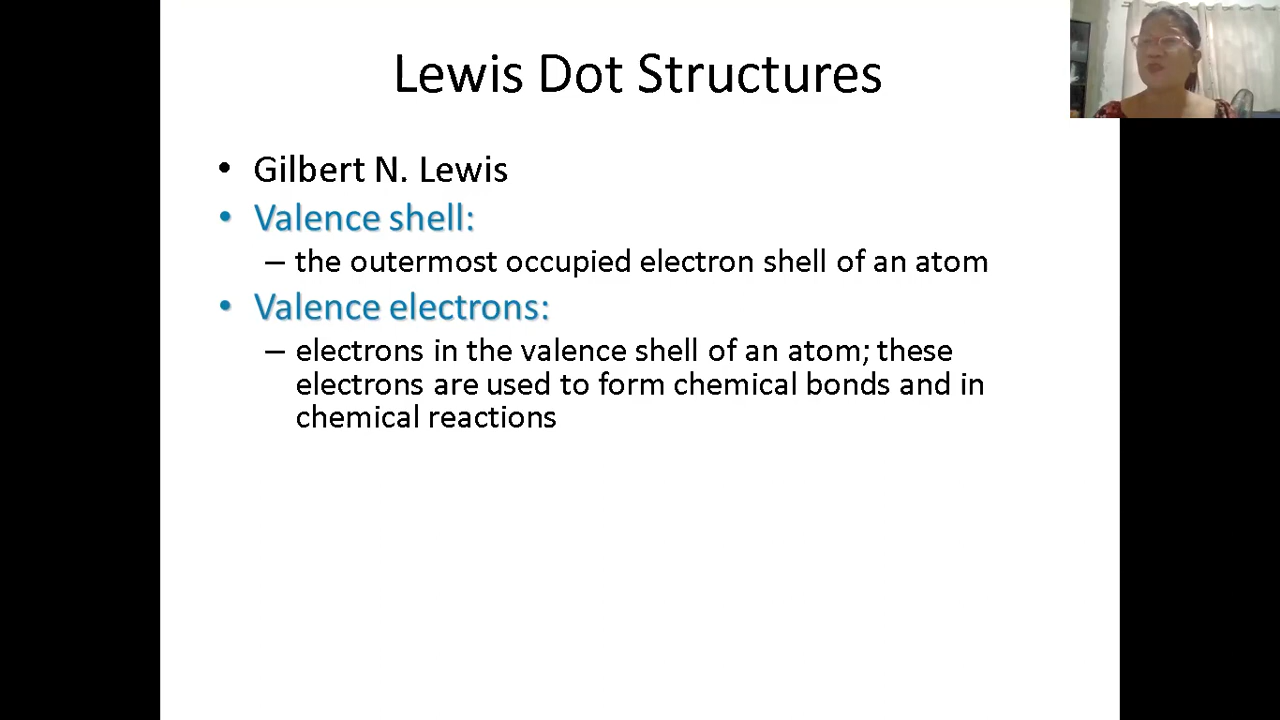 Lewis Dot Structures
• Gilbert N. Lewis
• Valence shell:
– the outermost occupied electron shell of an atom
• Valence electrons:
– electrons in the valence shell of an atom; these
electrons are used to form chemical bonds and in
chemical reactions